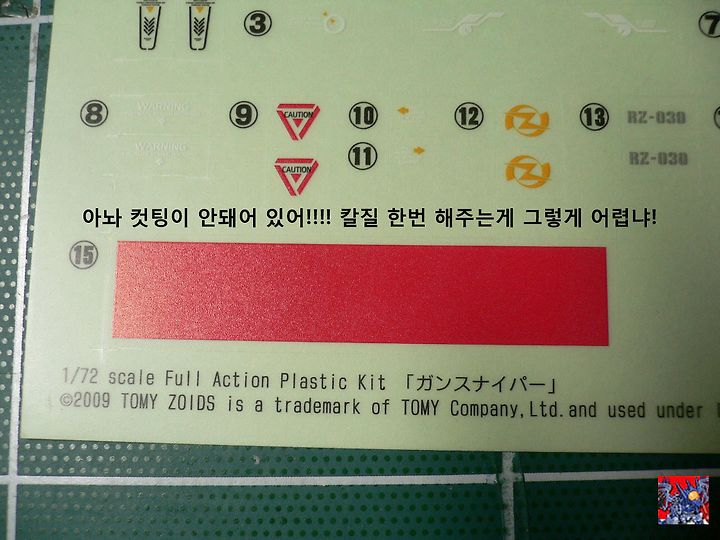 ③
⑦
⑧ WARNING ⑨ CAUTION ⑩ ⑫ ⑬ RZ-030
WARNING CAUTION ⑪ RZ-030
아놔 컷팅이 안돼어 있어!!!! 칼질 한번 해주는게 그렇게 어렵냐!
⑮
1/72 scale Full Action Plastic Kit 「ガンスナイパー」
©2009 TOMY ZOIDS is a trademark of TOMY Company,Ltd.and used under